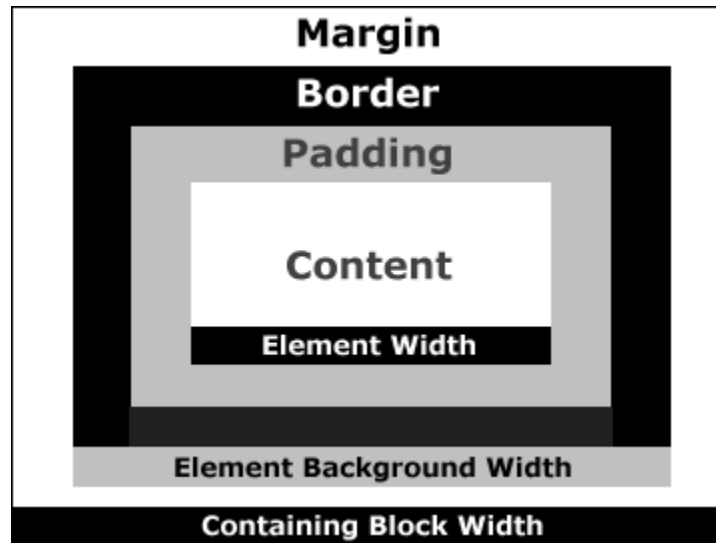 Margin
Border
Padding
Content
Element Width
Element Background Width
Containing Block Width